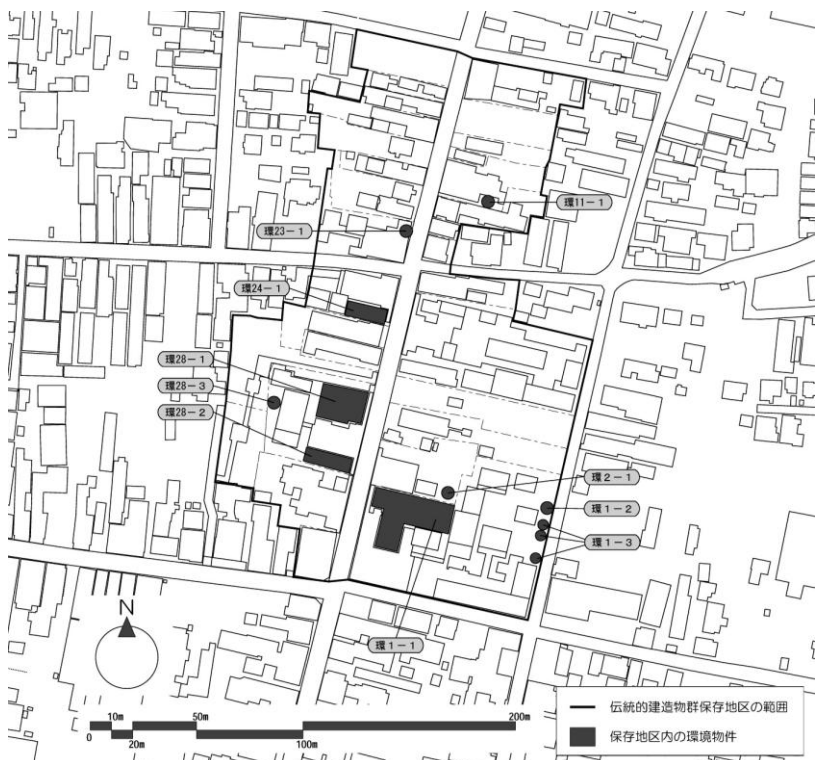 環11－1
環23－1
環24－1
環28－1
環28－3
環28－2
環2－1
環1－2
環1－3
環1－1
N
10m 50m 200m
0 20m 100m
伝統的建造物群保存地区の範囲
保存地区内の環境物件